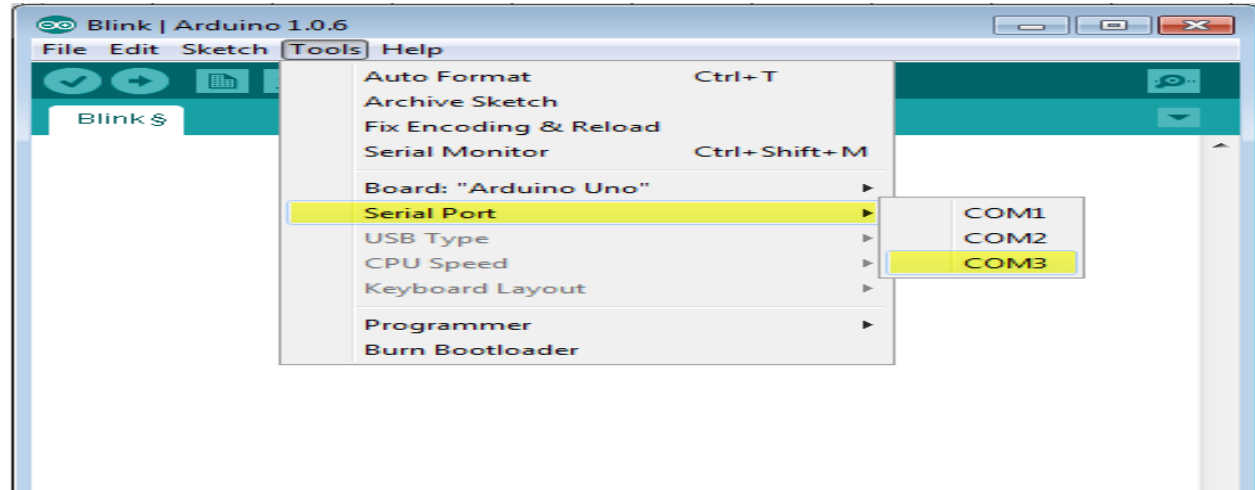 Blink | Arduino 1.0.6
File Edit Sketch Tools Help
Blink §
Auto Format Ctrl+T
Archive Sketch
Fix Encoding & Reload
Serial Monitor Ctrl+Shift+M
Board: "Arduino Uno"
Serial Port
USB Type
CPU Speed
Keyboard Layout
Programmer
Burn Bootloader
COM1
COM2
COM3